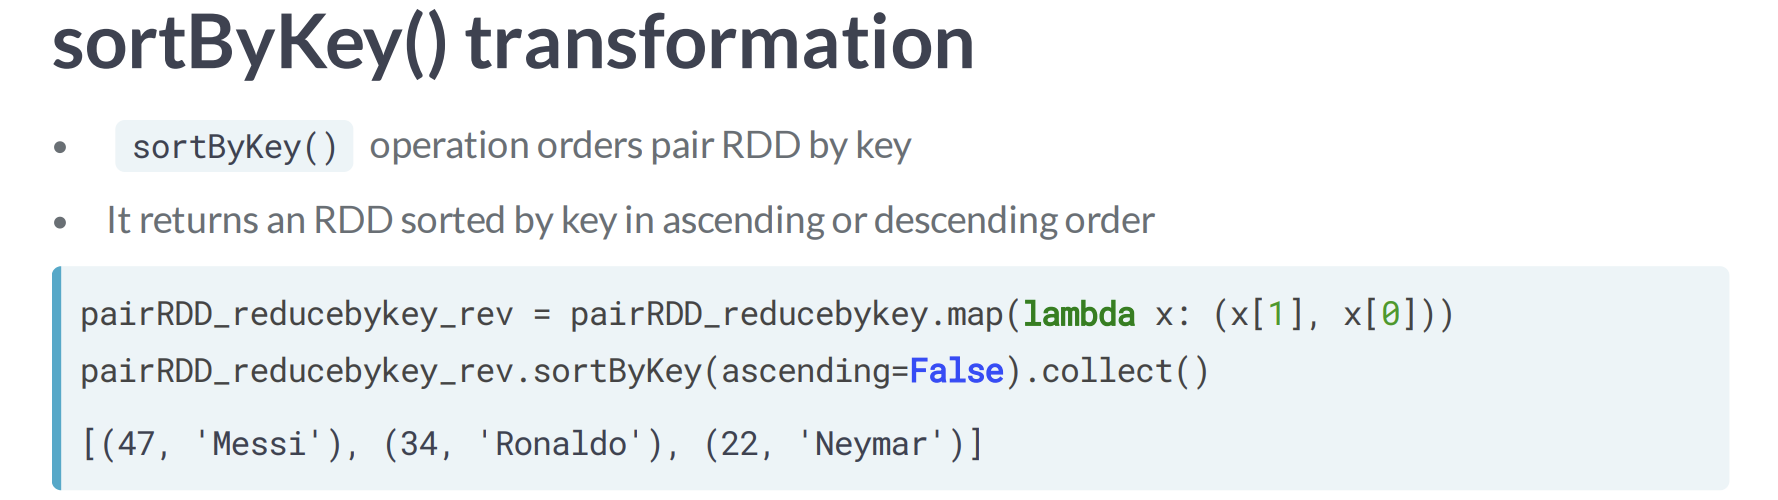 sortByKey() transformation
• sortByKey() operation orders pair RDD by key
• It returns an RDD sorted by key in ascending or descending order
pairRDD_reducebykey_rev = pairRDD_reducebykey.map(lambda x: (x[1], x[0]))
pairRDD_reducebykey_rev.sortByKey(ascending=False).collect()
[(47, 'Messi'), (34, 'Ronaldo'), (22, 'Neymar')]